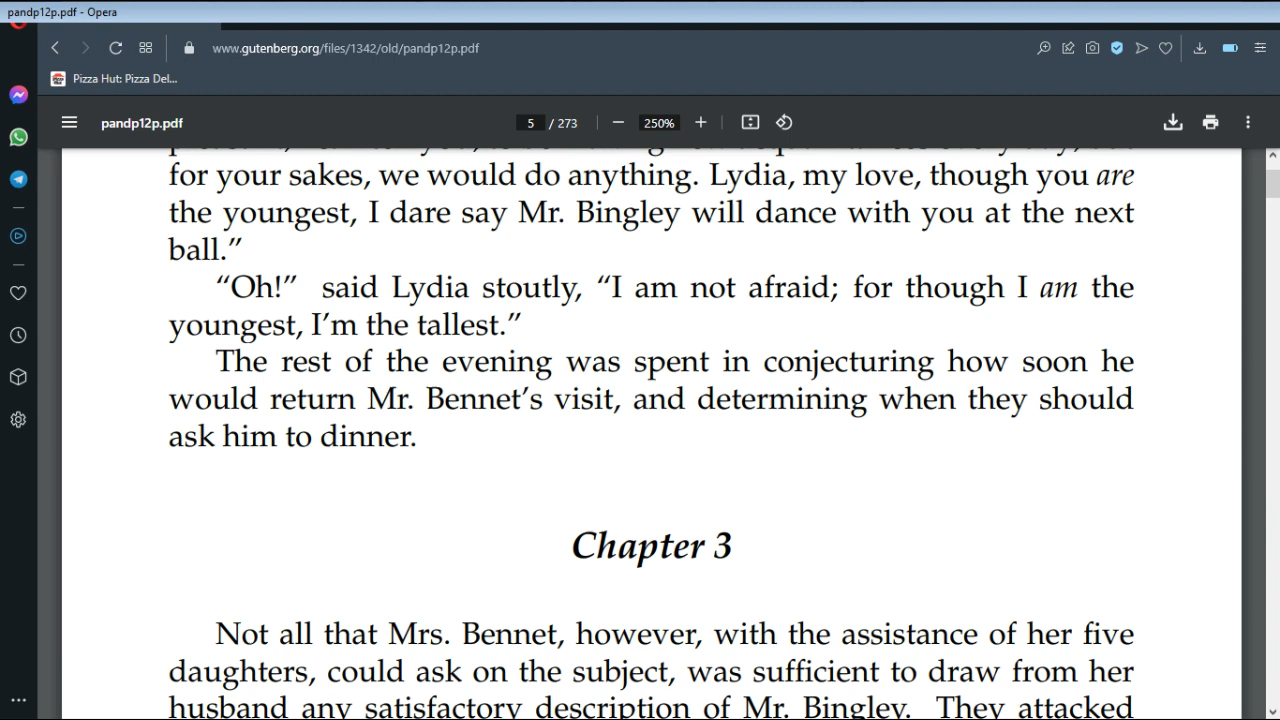 pandp12p.pdf - Opera
www.gutenberg.org/files/1342/old/pandp12p.pdf
Pizza Hut: Pizza Del...
pandp12p.pdf
5 / 273
250%
for your sakes, we would do anything. Lydia, my love, though you are
the youngest, I dare say Mr. Bingley will dance with you at the next
ball.”
“Oh!” said Lydia stoutly, “I am not afraid; for though I am the
youngest, I’m the tallest.”
The rest of the evening was spent in conjecturing how soon he
would return Mr. Bennet’s visit, and determining when they should
ask him to dinner.
Chapter 3
Not all that Mrs. Bennet, however, with the assistance of her five
daughters, could ask on the subject, was sufficient to draw from her
husband any satisfactory description of Mr. Bingley. They attacked